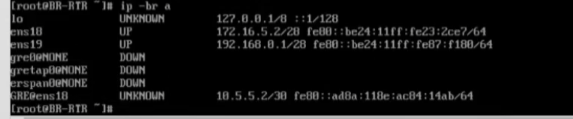 [root@BR-RTR ~]# ip -br a
lo UNKNOWN 127.0.0.1/8 ::1/128
ens18 UP 172.16.5.2/28 fe80::be24:11ff:fe23:2ce7/64
ens19 UP 192.168.0.1/28 fe80::be24:11ff:fe87:f180/64
gre0@NONE DOWN
gretap0@NONE DOWN
erspan0@NONE DOWN
GRE@ens18 UNKNOWN 10.5.5.2/30 fe80::ad8a:118e:ac84:14ab/64
[root@BR-RTR ~]#